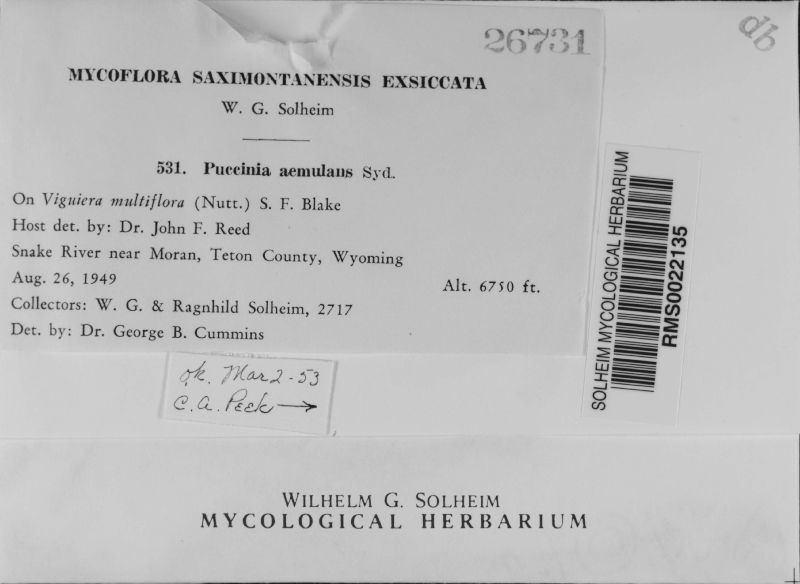 26731
db
MYCOFLORA SAXIMONTANENSIS EXSICCATA
W. G. Solheim
531. Puccinia aemulans Syd.
On Viguiera multiflora (Nutt.) S. F. Blake
Host det. by: Dr. John F. Reed
Snake River near Moran, Teton County, Wyoming
Aug. 26, 1949 Alt. 6750 ft.
Collectors: W. G. & Ragnhild Solheim, 2717
Det. by: Dr. George B. Cummins
SOLHEIM MYCOLOGICAL HERBARIUM
RMS0022135
ok. Mar 2-53
C. A. Peck →
WILHELM G. SOLHEIM
MYCOLOGICAL HERBARIUM